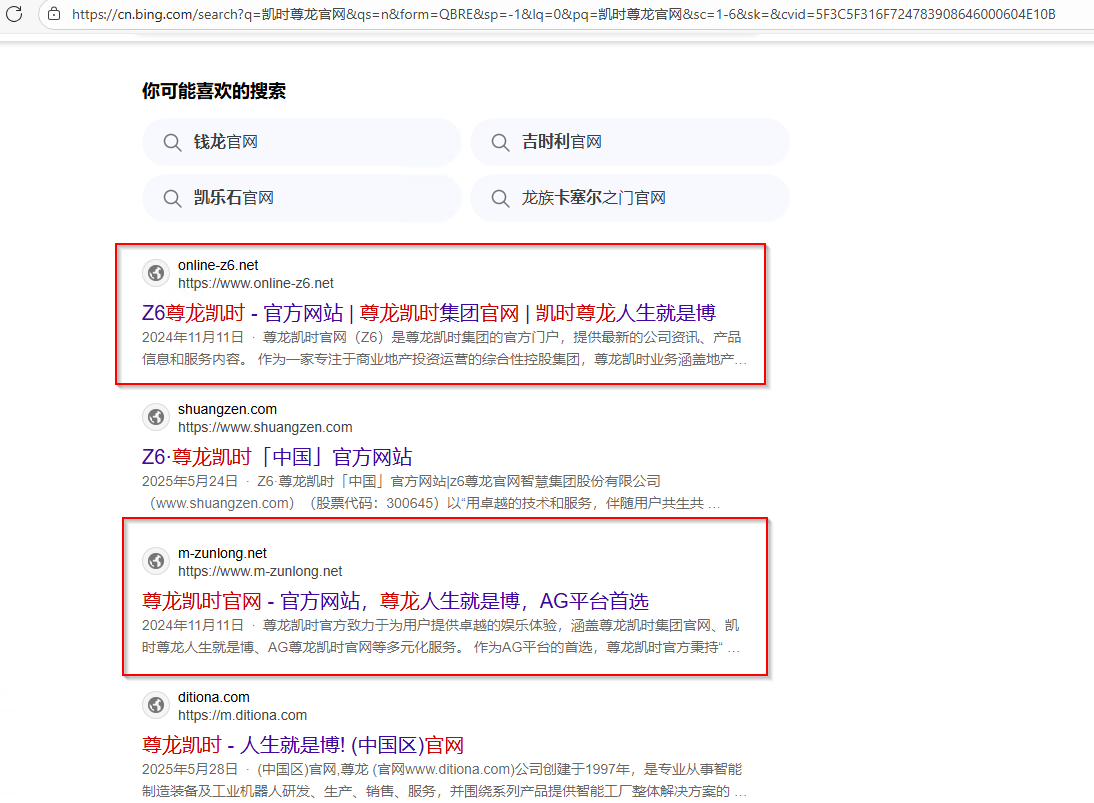 https://cn.bing.com/search?q=凯时尊龙官网&qs=n&form=QBRE&sp=-1&lq=0&pq=凯时尊龙官网&sc=1-6&sk=&cvid=5F3C5F316F724783908646000604E10B
你可能喜欢的搜索
钱龙官网
吉时利官网
凯乐石官网
龙族卡塞尔之门官网
online-z6.net
https://www.online-z6.net
Z6尊龙凯时 - 官方网站 | 尊龙凯时集团官网 | 凯时尊龙人生就是博
2024年11月11日 · 尊龙凯时官网（Z6）是尊龙凯时集团的官方门户，提供最新的公司资讯、产品
信息和服务内容。 作为一家专注于商业地产投资运营的综合性控股集团，尊龙凯时业务涵盖地产…
shuangzen.com
https://www.shuangzen.com
Z6·尊龙凯时「中国」官方网站
2025年5月24日 · Z6·尊龙凯时「中国」官方网站|z6尊龙官网智慧集团股份有限公司
（www.shuangzen.com）（股票代码：300645）以“用卓越的技术和服务，伴随用户共生共 …
m-zunlong.net
https://www.m-zunlong.net
尊龙凯时官网 - 官方网站，尊龙人生就是博，AG平台首选
2024年11月11日 · 尊龙凯时官方致力于为用户提供卓越的娱乐体验，涵盖尊龙凯时集团官网、凯
时尊龙人生就是博、AG尊龙凯时官网等多元化服务。 作为AG平台的首选，尊龙凯时官方秉持“ …
ditiona.com
https://m.ditiona.com
尊龙凯时 - 人生就是博! (中国区)官网
2025年5月28日 · (中国区)官网,尊龙 (官网www.ditiona.com)公司创建于1997年，是专业从事智能
制造装备及工业机器人研发、生产、销售、服务，并围绕系列产品提供智能工厂整体解决方案的 …